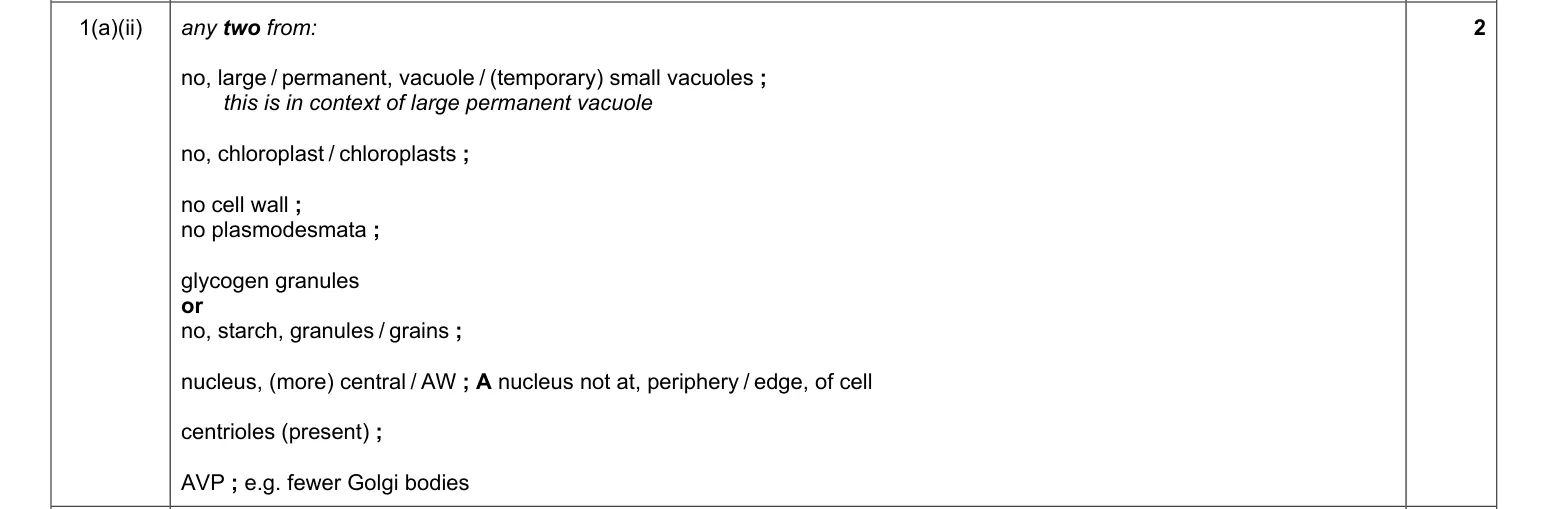 1(a)(ii) any two from: 2
no, large / permanent, vacuole / (temporary) small vacuoles ;
this is in context of large permanent vacuole
no, chloroplast / chloroplasts ;
no cell wall ;
no plasmodesmata ;
glycogen granules
or
no, starch, granules / grains ;
nucleus, (more) central / AW ; A nucleus not at, periphery / edge, of cell
centrioles (present) ;
AVP ; e.g. fewer Golgi bodies